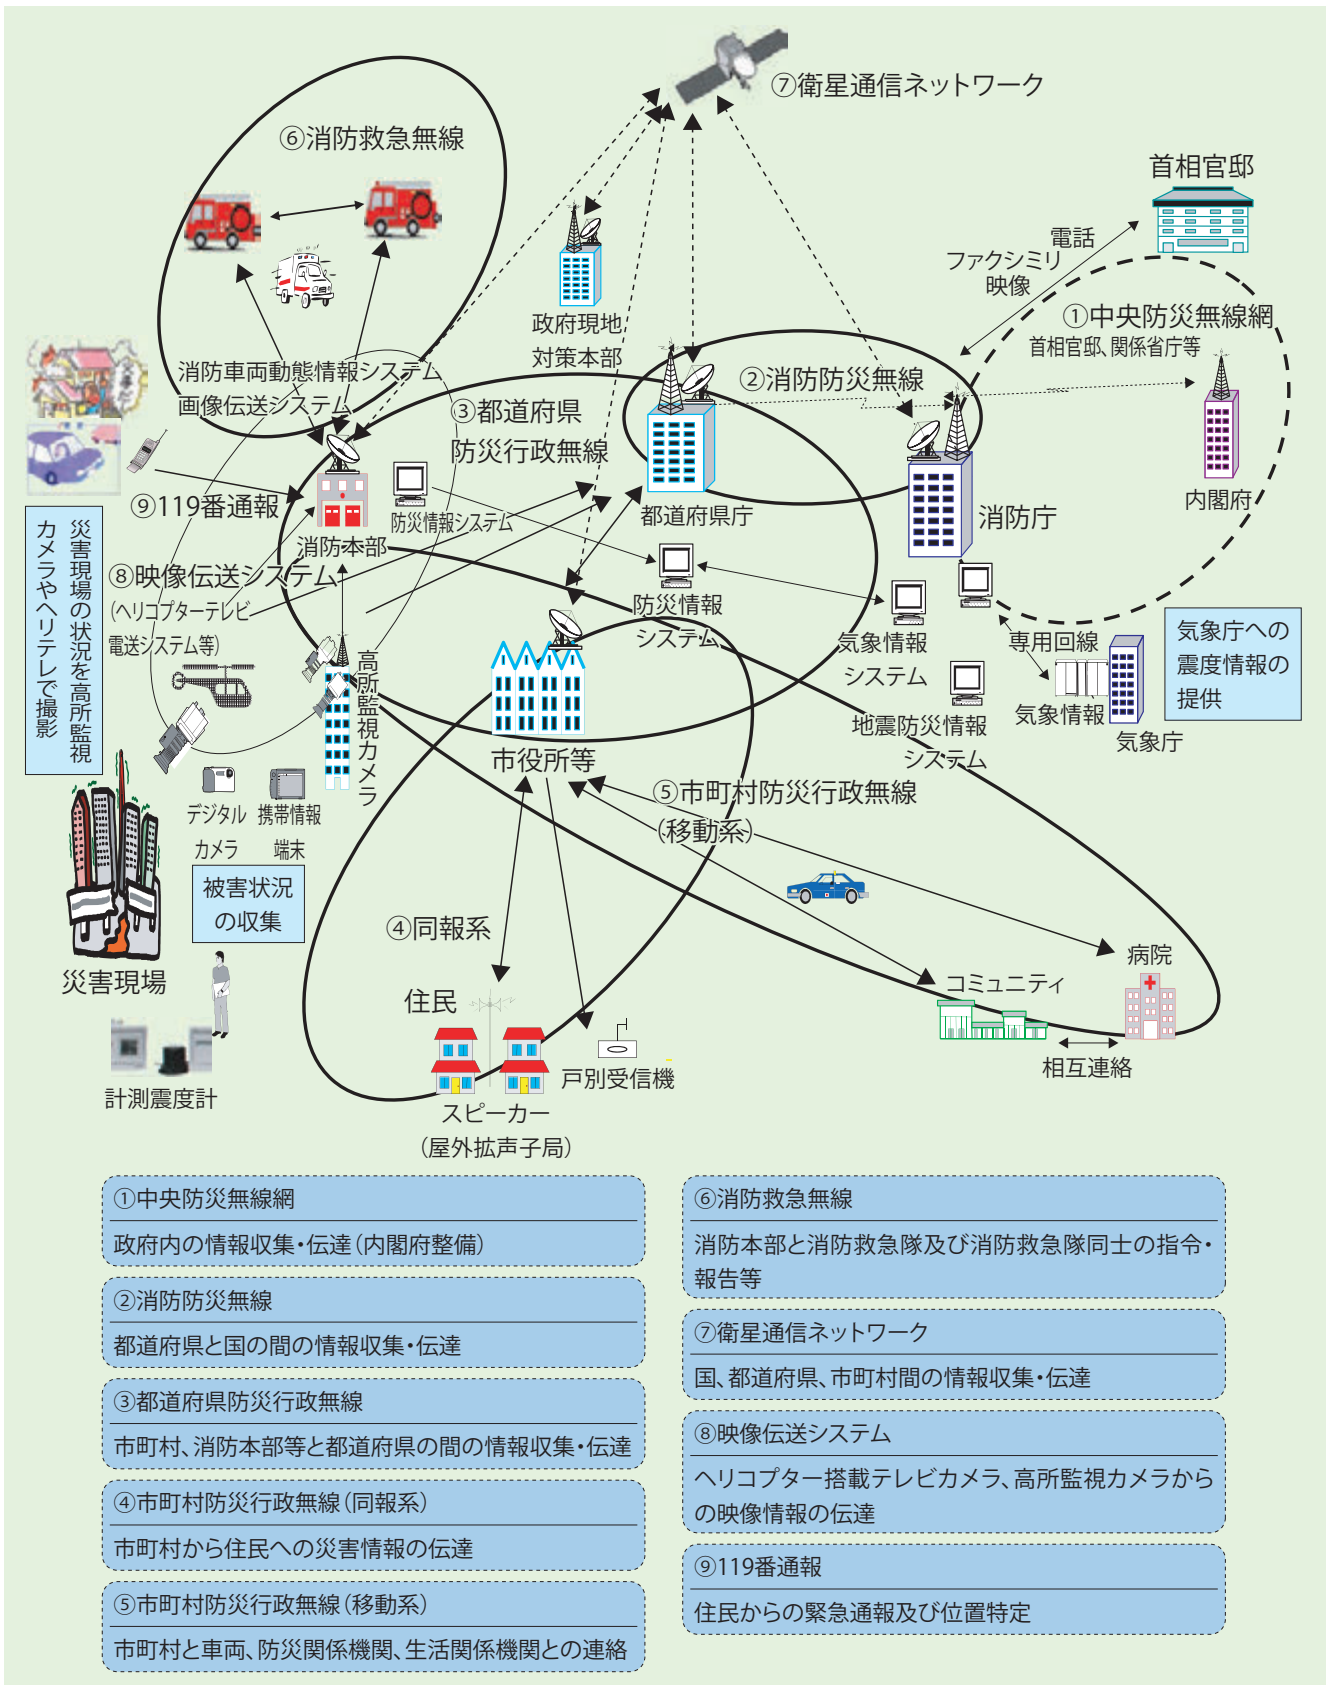 ⑦衛星通信ネットワーク
⑥消防救急無線
首相官邸
電話
ファクシミリ
映像
政府現地
対策本部
①中央防災無線網
首相官邸、関係省庁等
消防車両動態情報システム
画像伝送システム
②消防防災無線
③都道府県
防災行政無線
⑨119番通報
防災情報システム
都道府県庁
消防庁
内閣府
消防本部
災害現場の状況を高所監視
カメラやヘリテレで撮影
⑧映像伝送システム
(ヘリコプターテレビ
電送システム等)
防災情報
システム
気象情報
システム
専用回線
気象情報
気象庁
気象庁への
震度情報の
提供
高所監視カメラ
地震防災情報
システム
市役所等
⑤市町村防災行政無線
(移動系)
デジタル
カメラ
携帯情報
端末
被害状況
の収集
④同報系
災害現場
住民
コミュニティ
病院
相互連絡
計測震度計
戸別受信機
スピーカー
(屋外拡声子局)
①中央防災無線網
政府内の情報収集・伝達(内閣府整備)
②消防防災無線
都道府県と国の間の情報収集・伝達
③都道府県防災行政無線
市町村、消防本部等と都道府県の間の情報収集・伝達
④市町村防災行政無線(同報系)
市町村から住民への災害情報の伝達
⑤市町村防災行政無線(移動系)
市町村と車両、防災関係機関、生活関係機関との連絡
⑥消防救急無線
消防本部と消防救急隊及び消防救急隊同士の指令・
報告等
⑦衛星通信ネットワーク
国、都道府県、市町村間の情報収集・伝達
⑧映像伝送システム
ヘリコプター搭載テレビカメラ、高所監視カメラから
の映像情報の伝達
⑨119番通報
住民からの緊急通報及び位置特定